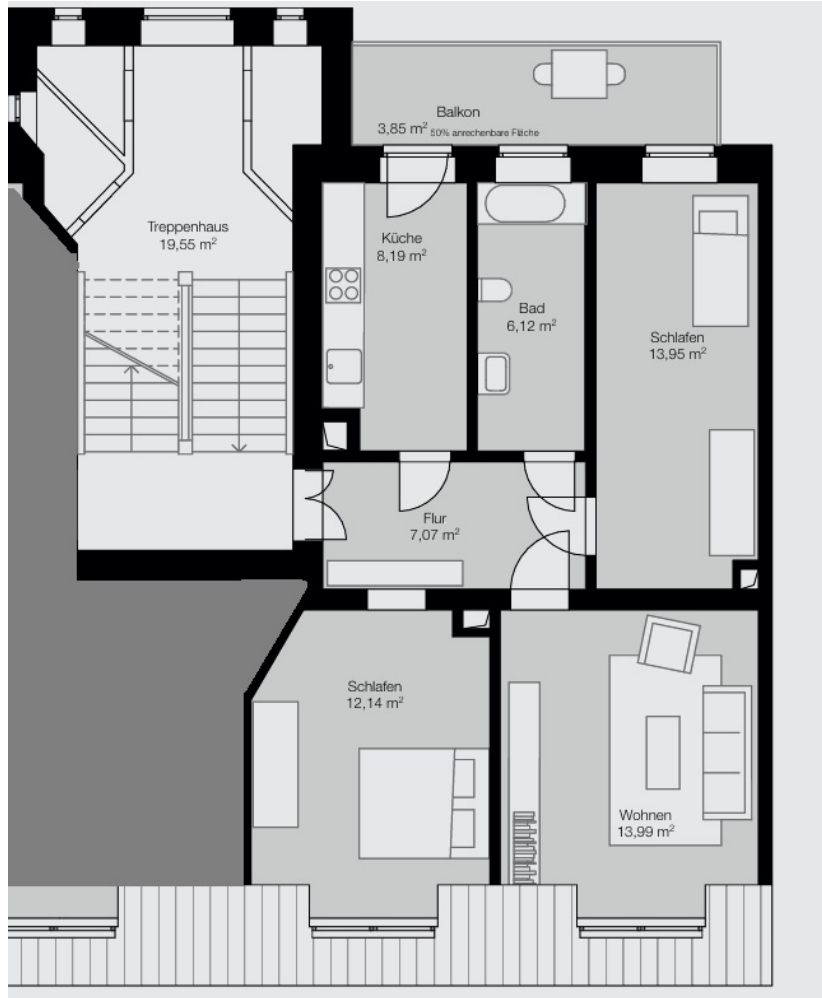 Balkon
3,85 m² 50% anrechenbare Fläche
Treppenhaus
19,55 m²
Küche
8,19 m²
Bad
6,12 m²
Schlafen
13,95 m²
Flur
7,07 m²
Schlafen
12,14 m²
Wohnen
13,99 m²